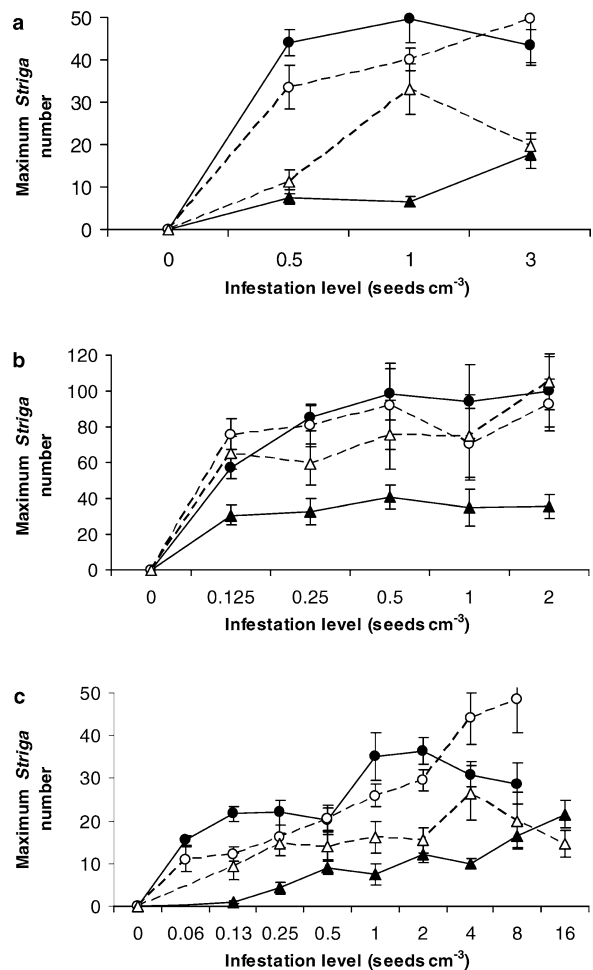 a
50
40
30
20
10
0
Maximum Striga
number
0 0.5 1 3
Infestation level (seeds cm-3)
b
120
100
80
60
40
20
0
Maximum Striga
number
0 0.125 0.25 0.5 1 2
Infestation level (seeds cm-3)
c
50
40
30
20
10
0
Maximum Striga
number
0 0.06 0.13 0.25 0.5 1 2 4 8 16
Infestation level (seeds cm-3)